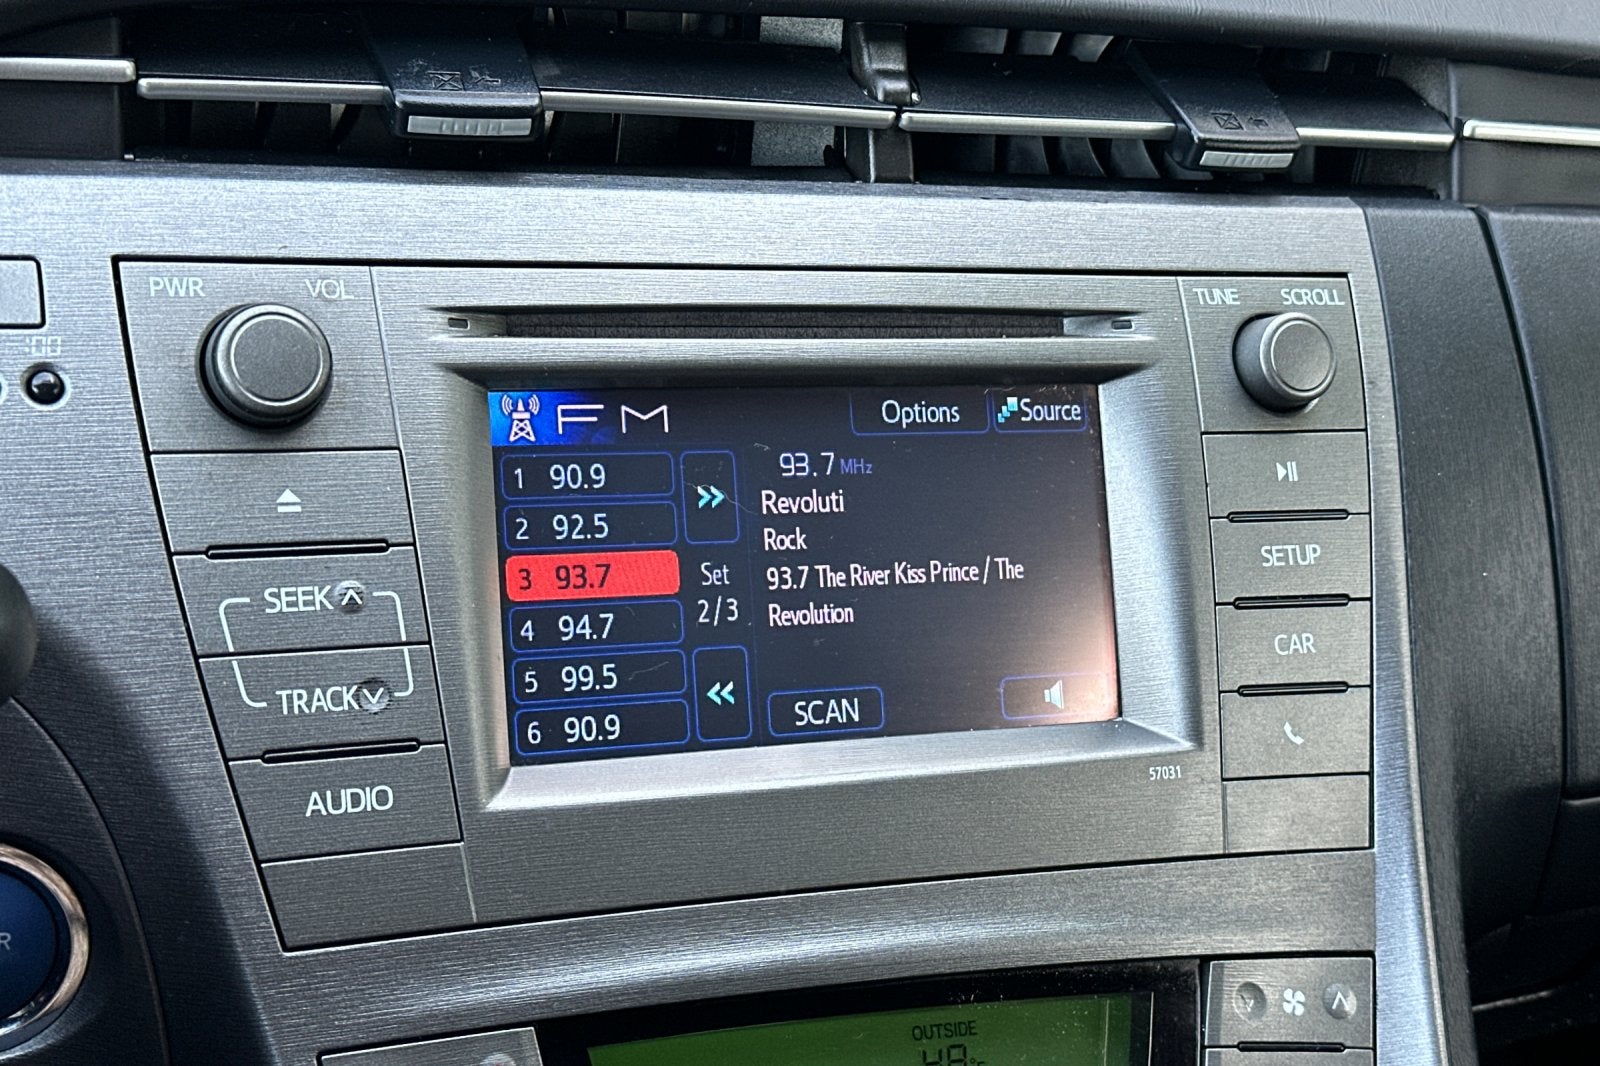 PWR VOL
TUNE SCROLL
:00
FM
Options
Source
1 90.9
2 92.5
3 93.7
4 94.7
5 99.5
6 90.9
Set
2/3
93.7 MHz
Revoluti
Rock
93.7 The River Kiss Prince / The
Revolution
SCAN
SEEK
TRACK
AUDIO
SETUP
CAR
57031
R
OUTSIDE